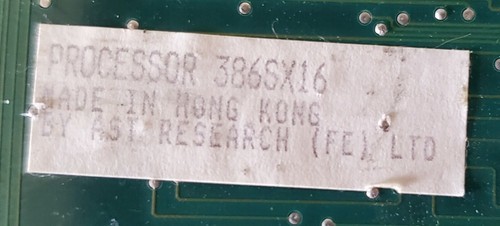 PROCESSOR 386SX16
MADE IN HONG KONG
BY AST RESEARCH (FE) LTD